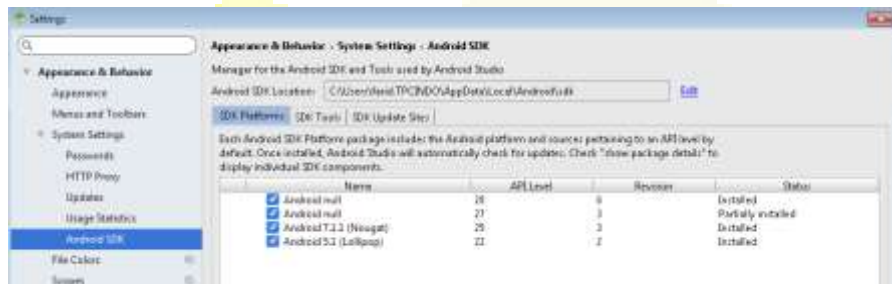 Settings
Appearance & Behavior › System Settings › Android SDK
Manager for the Android SDK and Tools used by Android Studio
Android SDK Location: Edit
SDK Platforms SDK Tools SDK Update Sites
Each Android SDK Platform package includes the Android platform and sources pertaining to an API level by
default. Once installed, Android Studio will automatically check for updates. Check "show package details" to
display individual SDK components.
Name API Level Revision Status
Android null 28 6 Installed
Android null 27 3 Partially installed
Android 7.1.1 (Nougat) 25 3 Installed
Android 5.1 (Lollipop) 22 2 Installed
Appearance & Behavior
Appearance
Menus and Toolbars
System Settings
Passwords
HTTP Proxy
Updates
Usage Statistics
Android SDK
File Colors
Scopes